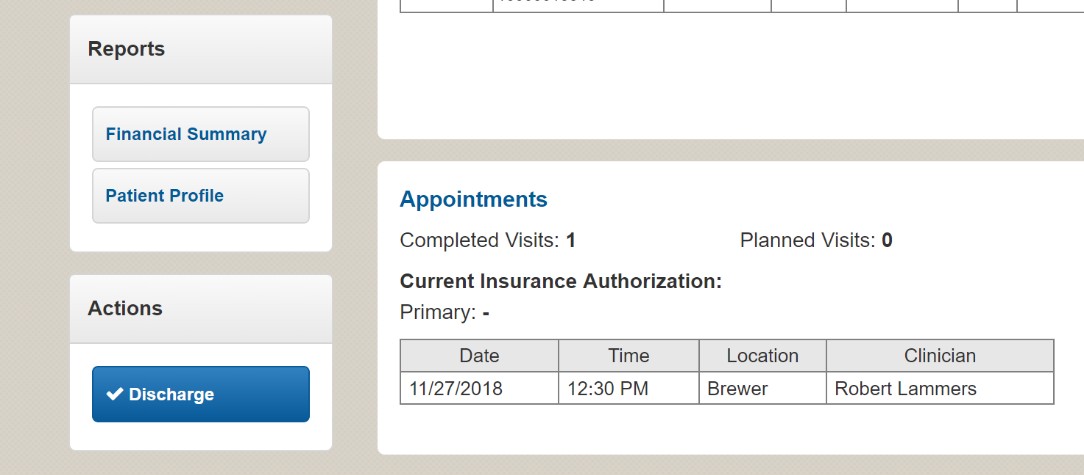 Reports
Financial Summary
Patient Profile
Actions
Discharge
Appointments
Completed Visits: 1 Planned Visits: 0
Current Insurance Authorization:
Primary: -
Date Time Location Clinician
11/27/2018 12:30 PM Brewer Robert Lammers